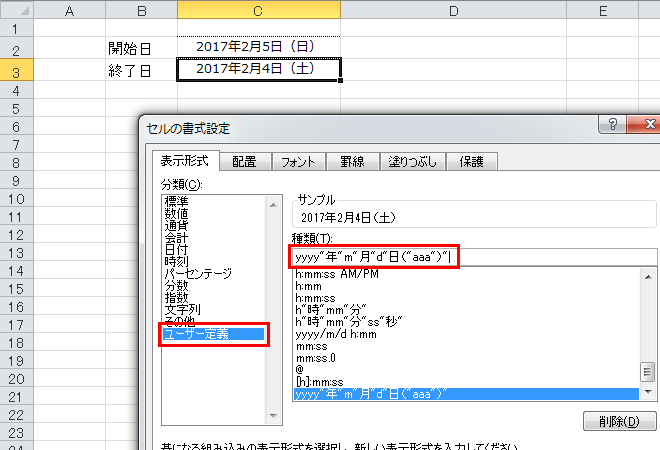 A B C D E
1
2 開始日 2017年2月5日（日）
3 終了日 2017年2月4日（土）
4
5
6
セルの書式設定
7
8
表示形式 配置 フォント 罫線 塗りつぶし 保護
9
分類(C):
10
標準 サンプル
数値
11
通貨 2017年2月4日(土)
会計
12
日付 種類(T):
時刻
13
パーセンテージ yyyy"年"m"月"d"日("aaa")"
分数
14
指数 h:mm:ss AM/PM
文字列 h:mm
15
その他 h:mm:ss
16
ユーザー定義 h"時"mm"分"
17
h"時"mm"分"ss"秒"
yyyy/m/d h:mm
18
mm:ss
19
mm:ss.0
@
20
[h]:mm:ss
21
yyyy"年"m"月"d"日("aaa")"
22
削除(D)
23
基になる組み込みの表示形式を選択し、新しい表示形式を入力してください。
24